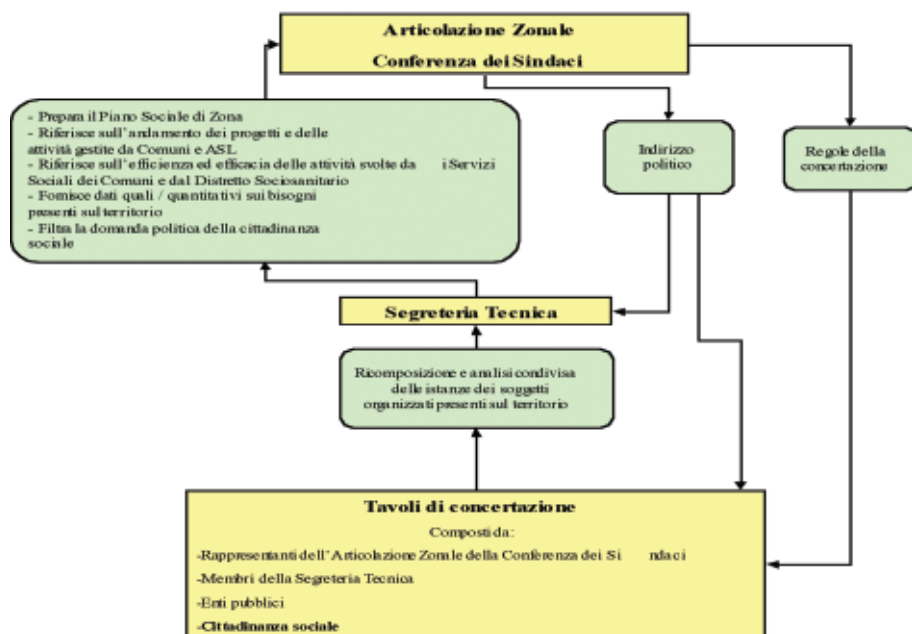 Articolazione Zonale
Conferenza dei Sindaci
- Prepara il Piano Sociale di Zona
- Riferisce sull'andamento dei progetti e delle
attività gestite da Comuni e ASL
- Riferisce sull'efficienza ed efficacia delle attività svolte da i Servizi
Sociali dei Comuni e dal Distretto Sociosanitario
- Fornisce dati quali / quantitativi sui bisogni
presenti sul territorio
- Filtra la domanda politica della cittadinanza
sociale
Indirizzo
politico
Regole della
concertazione
Segreteria Tecnica
Ricomposizione e analisi condivisa
delle istanze dei soggetti
organizzati presenti sul territorio
Tavoli di concertazione
Composti da:
-Rappresentanti dell'Articolazione Zonale della Conferenza dei Si ndaci
-Membri della Segreteria Tecnica
-Enti pubblici
-Cittadinanza sociale